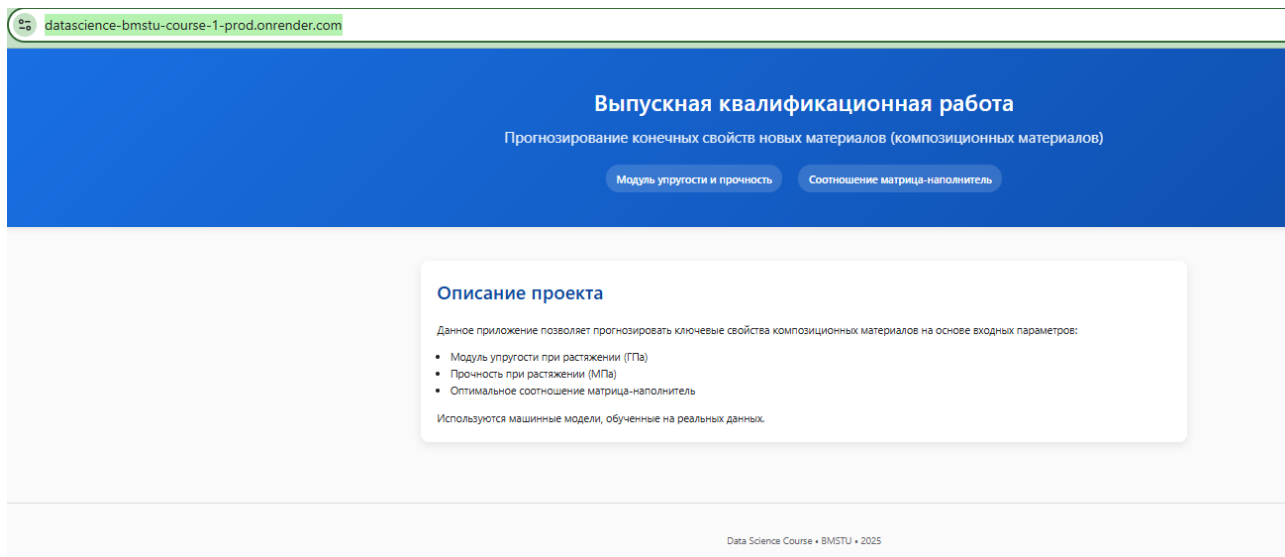 datascience-bmstu-course-1-prod.onrender.com
Выпускная квалификационная работа
Прогнозирование конечных свойств новых материалов (композиционных материалов)
Модуль упругости и прочность
Соотношение матрица-наполнитель
Описание проекта
Данное приложение позволяет прогнозировать ключевые свойства композиционных материалов на основе входных параметров:
• Модуль упругости при растяжении (ГПа)
• Прочность при растяжении (МПа)
• Оптимальное соотношение матрица-наполнитель
Используются машинные модели, обученные на реальных данных.
Data Science Course • BMSTU • 2025